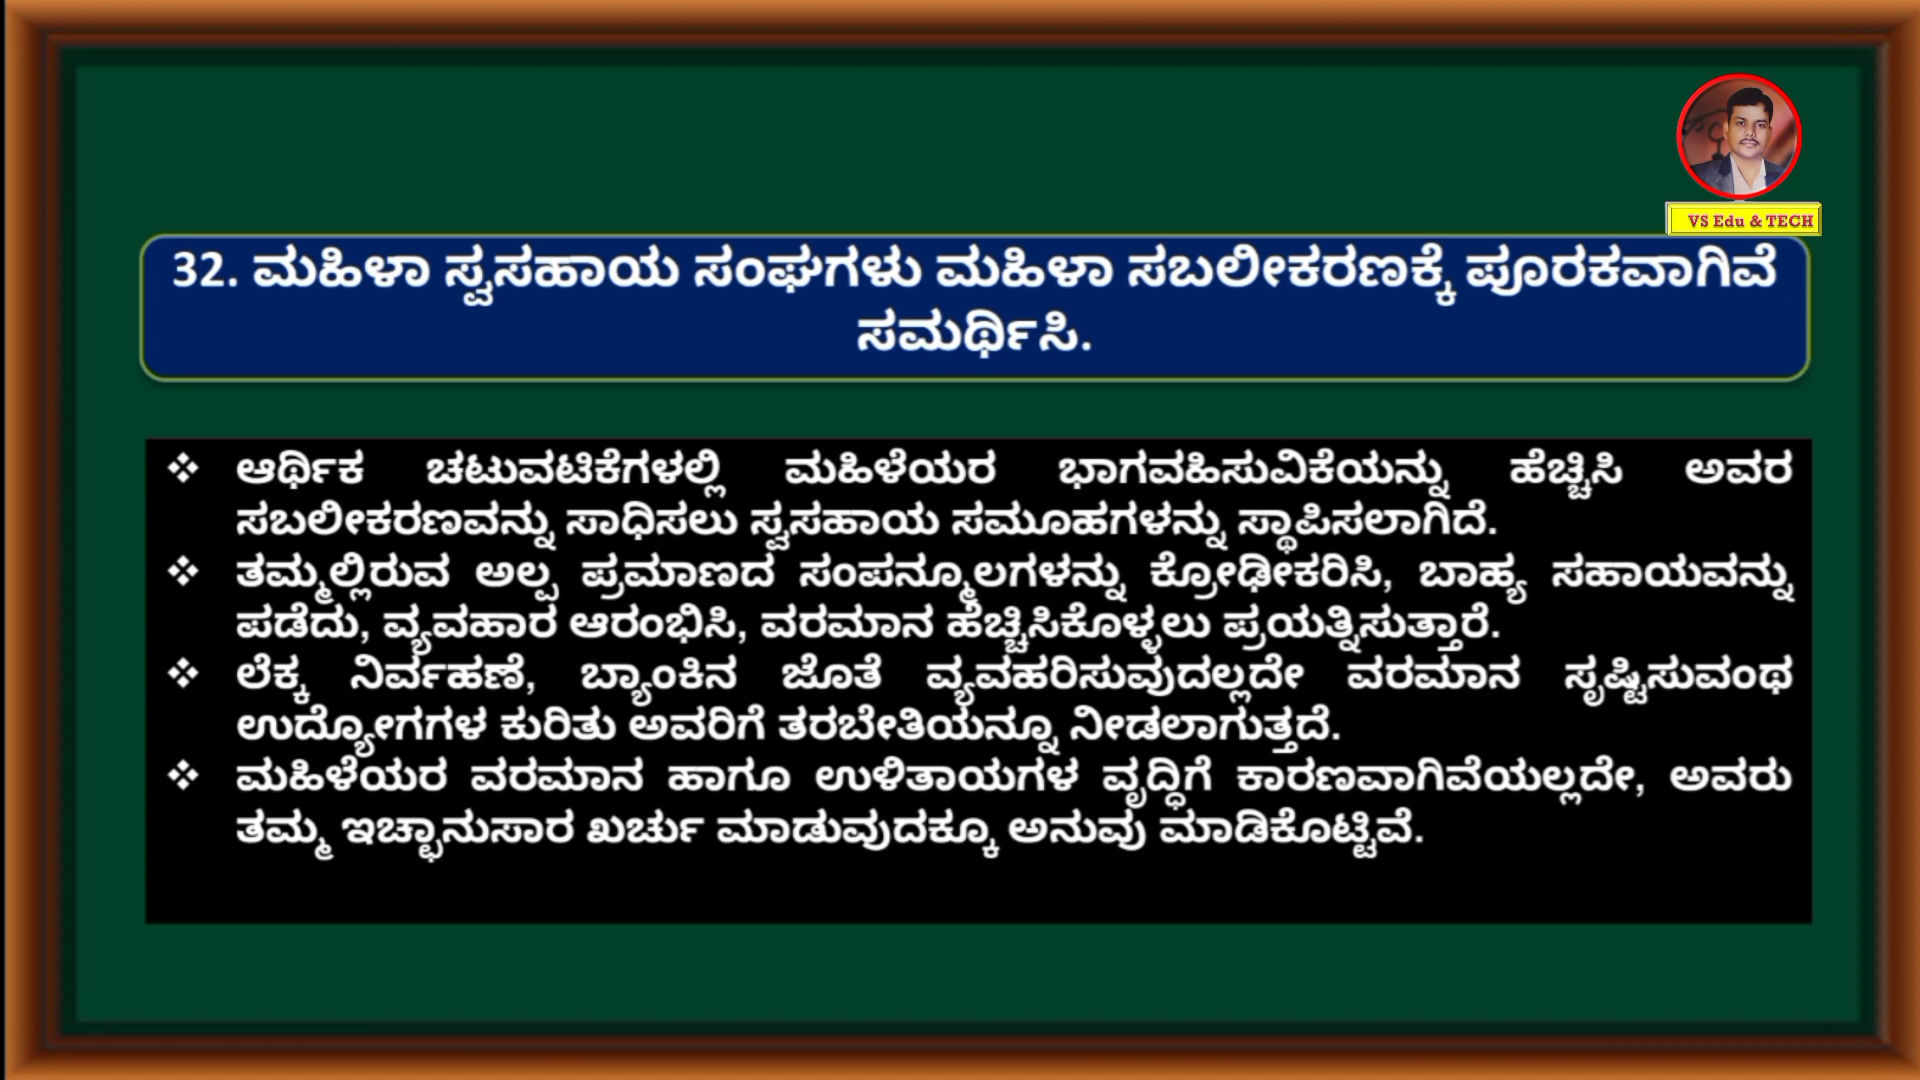 VS Edu & TECH
32. ಮಹಿಳಾ ಸ್ವಸಹಾಯ ಸಂಘಗಳು ಮಹಿಳಾ ಸಬಲೀಕರಣಕ್ಕೆ ಪೂರಕವಾಗಿವೆ
ಸಮರ್ಥಿಸಿ.
❖ ಆರ್ಥಿಕ ಚಟುವಟಿಕೆಗಳಲ್ಲಿ ಮಹಿಳೆಯರ ಭಾಗವಹಿಸುವಿಕೆಯನ್ನು ಹೆಚ್ಚಿಸಿ ಅವರ
ಸಬಲೀಕರಣವನ್ನು ಸಾಧಿಸಲು ಸ್ವಸಹಾಯ ಸಮೂಹಗಳನ್ನು ಸ್ಥಾಪಿಸಲಾಗಿದೆ.
❖ ತಮ್ಮಲ್ಲಿರುವ ಅಲ್ಪ ಪ್ರಮಾಣದ ಸಂಪನ್ಮೂಲಗಳನ್ನು ಕ್ರೋಢೀಕರಿಸಿ, ಬಾಹ್ಯ ಸಹಾಯವನ್ನು
ಪಡೆದು, ವ್ಯವಹಾರ ಆರಂಭಿಸಿ, ವರಮಾನ ಹೆಚ್ಚಿಸಿಕೊಳ್ಳಲು ಪ್ರಯತ್ನಿಸುತ್ತಾರೆ.
❖ ಲೆಕ್ಕ ನಿರ್ವಹಣೆ, ಬ್ಯಾಂಕಿನ ಜೊತೆ ವ್ಯವಹರಿಸುವುದಲ್ಲದೇ ವರಮಾನ ಸೃಷ್ಟಿಸುವಂಥ
ಉದ್ಯೋಗಗಳ ಕುರಿತು ಅವರಿಗೆ ತರಬೇತಿಯನ್ನೂ ನೀಡಲಾಗುತ್ತದೆ.
❖ ಮಹಿಳೆಯರ ವರಮಾನ ಹಾಗೂ ಉಳಿತಾಯಗಳ ವೃದ್ಧಿಗೆ ಕಾರಣವಾಗಿವೆಯಲ್ಲದೇ, ಅವರು
ತಮ್ಮ ಇಚ್ಛಾನುಸಾರ ಖರ್ಚು ಮಾಡುವುದಕ್ಕೂ ಅನುವು ಮಾಡಿಕೊಟ್ಟಿವೆ.